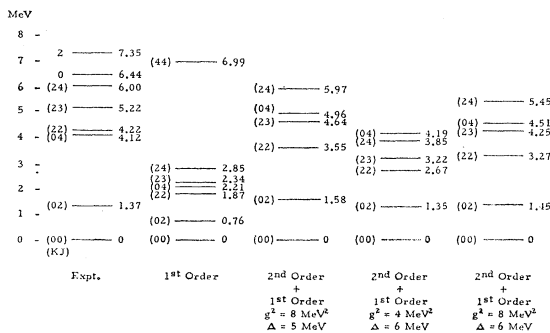 MeV
8 -
7 -
6 -
5 -
4 -
3 -
2 -
1 -
0 -
2 7.35
0 6.44
(24) 6.00
(23) 5.22
(22) 4.22
(04) 4.12
(02) 1.37
(00) 0
(KJ)
Expt.
(44) 6.99
(24) 2.85
(23) 2.34
(04) 2.21
(22) 1.87
(02) 0.76
(00) 0
1st Order
(24) 5.97
(04) 4.96
(23) 4.64
(22) 3.55
(02) 1.58
(00) 0
2nd Order
+
1st Order
g² = 8 MeV²
Δ = 5 MeV
(04) 4.19
(24) 3.85
(23) 3.22
(22) 2.67
(02) 1.35
(00) 0
2nd Order
+
1st Order
g² = 4 MeV²
Δ = 6 MeV
(24) 5.45
(04) 4.51
(23) 4.25
(22) 3.27
(02) 1.45
(00) 0
2nd Order
+
1st Order
g² = 8 MeV²
Δ = 6 MeV